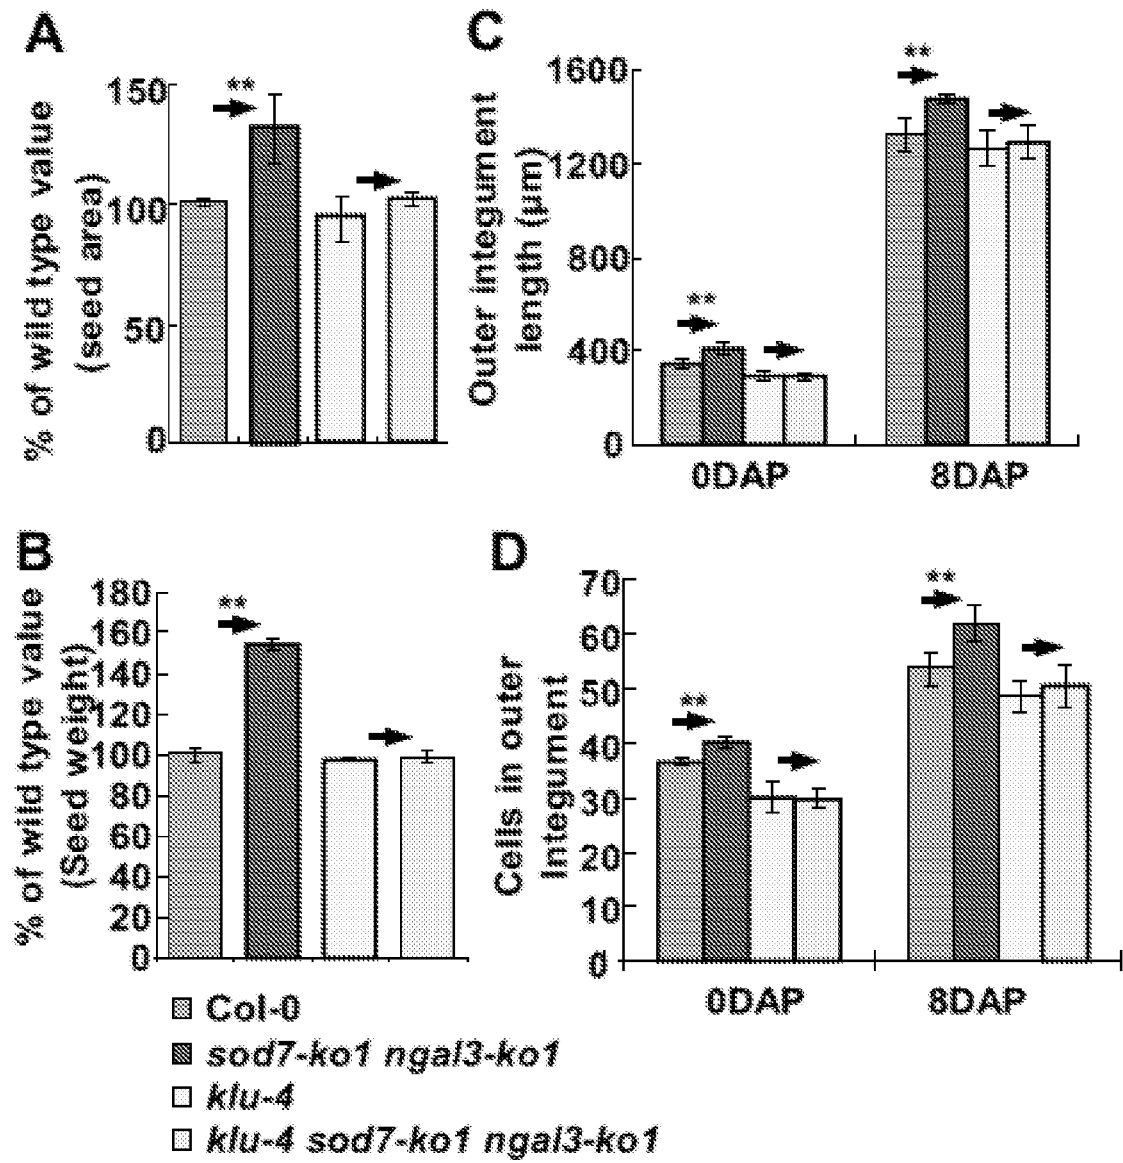 A
% of wild type value
(seed area)
150
100
50
0
**
C
Outer integument
length (μm)
1600
1200
800
400
0
**
**
0DAP
8DAP
B
% of wild type value
(Seed weight)
180
160
140
120
100
80
60
40
20
0
**
D
Cells in outer
Integument
70
60
50
40
30
20
10
0
**
**
0DAP
8DAP
Col-0
sod7-ko1 ngal3-ko1
klu-4
klu-4 sod7-ko1 ngal3-ko1